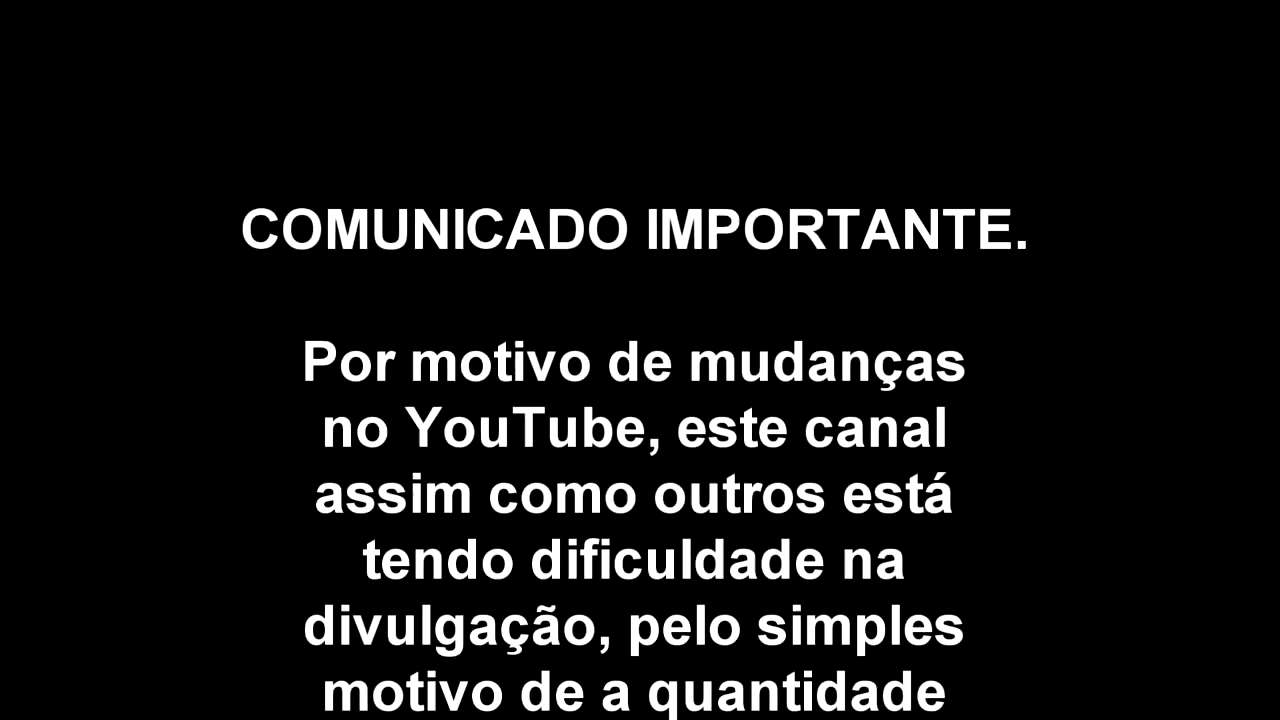 COMUNICADO IMPORTANTE.
Por motivo de mudanças
no YouTube, este canal
assim como outros está
tendo dificuldade na
divulgação, pelo simples
motivo de a quantidade